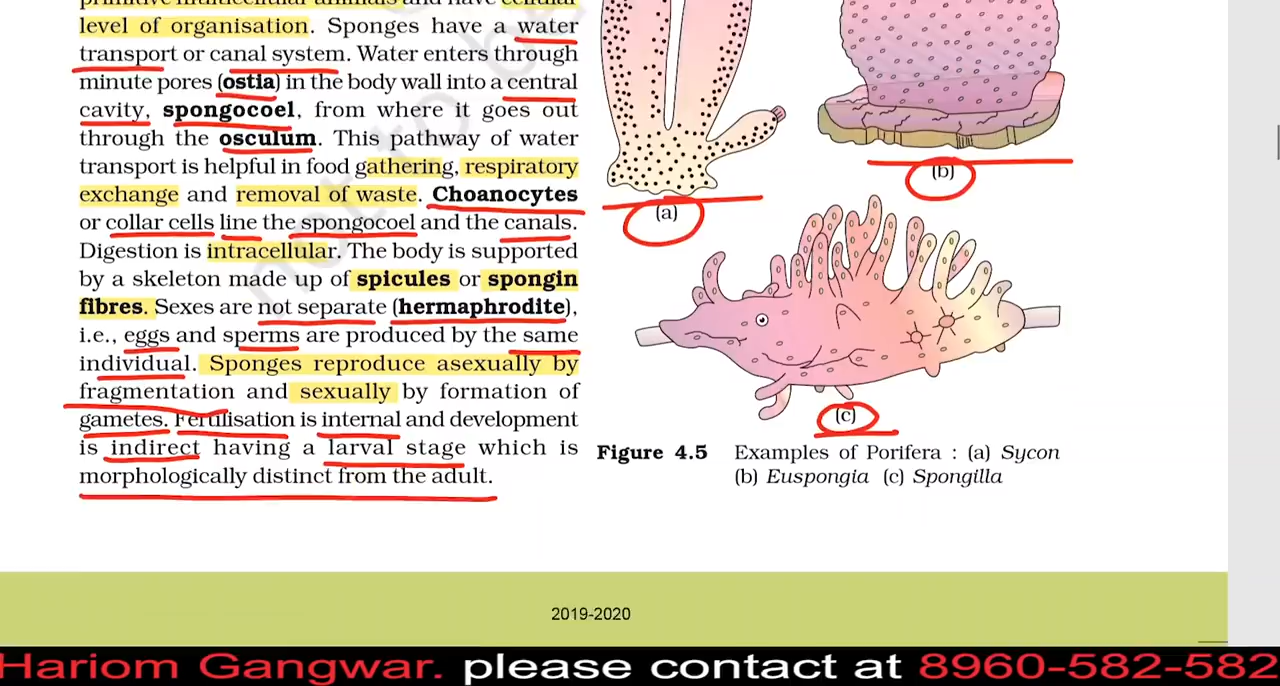 primitive multicellular animals and have cellular
level of organisation. Sponges have a water
transport or canal system. Water enters through
minute pores (ostia) in the body wall into a central
cavity, spongocoel, from where it goes out
through the osculum. This pathway of water
transport is helpful in food gathering, respiratory
exchange and removal of waste. Choanocytes
or collar cells line the spongocoel and the canals.
Digestion is intracellular. The body is supported
by a skeleton made up of spicules or spongin
fibres. Sexes are not separate (hermaphrodite),
i.e., eggs and sperms are produced by the same
individual. Sponges reproduce asexually by
fragmentation and sexually by formation of
gametes. Fertilisation is internal and development
is indirect having a larval stage which is
morphologically distinct from the adult.
(a)
(b)
(c)
Figure 4.5 Examples of Porifera : (a) Sycon
(b) Euspongia (c) Spongilla
2019-2020
Hariom Gangwar. please contact at 8960-582-582